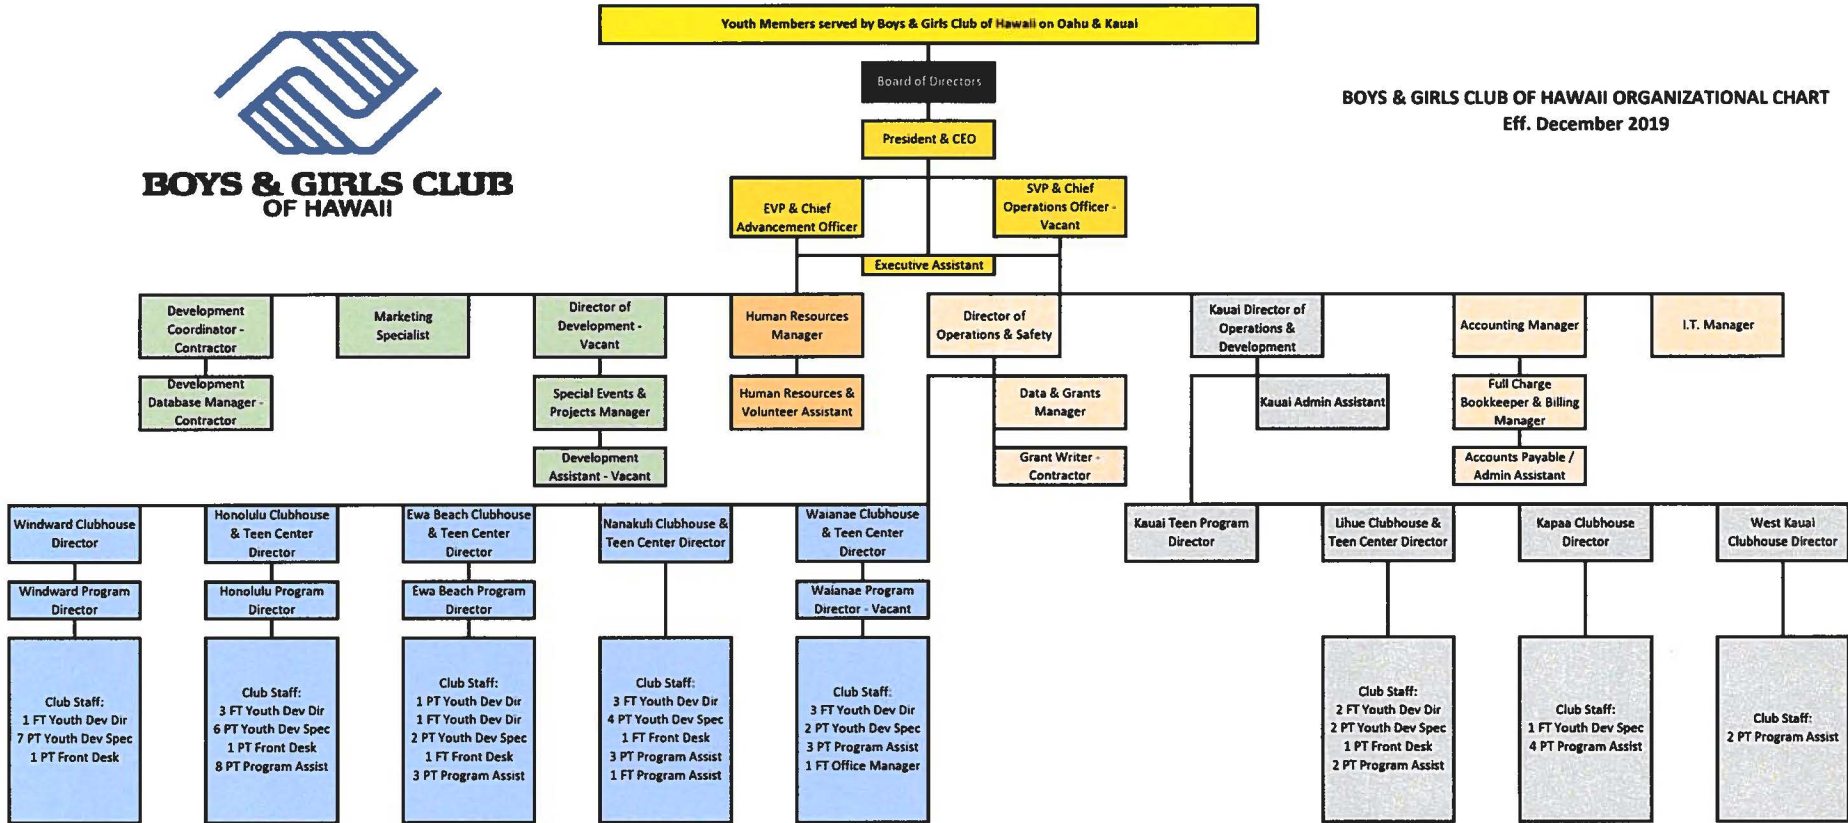 Youth Members served by Boys & Girls Club of Hawaii on Oahu & Kauai
BOYS & GIRLS CLUB
OF HAWAII
Board of Directors
BOYS & GIRLS CLUB OF HAWAII ORGANIZATIONAL CHART
Eff. December 2019
President & CEO
EVP & Chief
Advancement Officer
SVP & Chief
Operations Officer -
Vacant
Executive Assistant
Development
Coordinator -
Contractor
Marketing
Specialist
Director of
Development -
Vacant
Human Resources
Manager
Director of
Operations & Safety
Kauai Director of
Operations &
Development
Accounting Manager
I.T. Manager
Development
Database Manager -
Contractor
Special Events &
Projects Manager
Human Resources &
Volunteer Assistant
Data & Grants
Manager
Kauai Admin Assistant
Full Charge
Bookkeeper & Billing
Manager
Development
Assistant - Vacant
Grant Writer -
Contractor
Accounts Payable /
Admin Assistant
Windward Clubhouse
Director
Honolulu Clubhouse
& Teen Center
Director
Ewa Beach Clubhouse
& Teen Center
Director
Nanakuli Clubhouse &
Teen Center Director
Waianae Clubhouse
& Teen Center
Director
Kauai Teen Program
Director
Lihue Clubhouse &
Teen Center Director
Kapaa Clubhouse
Director
West Kauai
Clubhouse Director
Windward Program
Director
Honolulu Program
Director
Ewa Beach Program
Director
Waianae Program
Director - Vacant
Club Staff:
1 FT Youth Dev Dir
7 PT Youth Dev Spec
1 PT Front Desk
Club Staff:
3 FT Youth Dev Dir
6 PT Youth Dev Spec
1 PT Front Desk
8 PT Program Assist
Club Staff:
1 PT Youth Dev Dir
1 FT Youth Dev Dir
2 PT Youth Dev Spec
1 FT Front Desk
3 PT Program Assist
Club Staff:
3 FT Youth Dev Dir
4 PT Youth Dev Spec
1 FT Front Desk
3 PT Program Assist
1 FT Program Assist
Club Staff:
3 FT Youth Dev Dir
2 PT Youth Dev Spec
3 PT Program Assist
1 FT Office Manager
Club Staff:
2 FT Youth Dev Dir
2 PT Youth Dev Spec
1 PT Front Desk
2 PT Program Assist
Club Staff:
1 FT Youth Dev Spec
4 PT Program Assist
Club Staff:
2 PT Program Assist